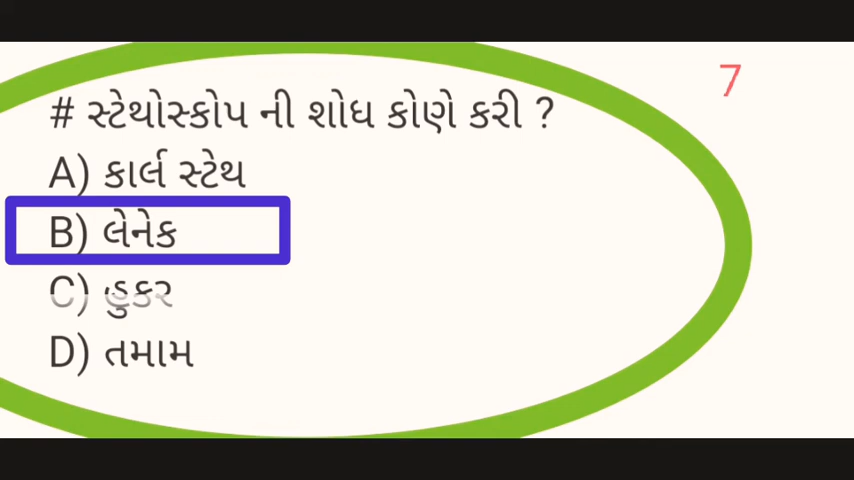 7
# સ્ટેથોસ્કોપ ની શોધ કોણે કરી ?
A) કાર્લ સ્ટેથ
B) લેનેક
C) હુકર
D) તમામ